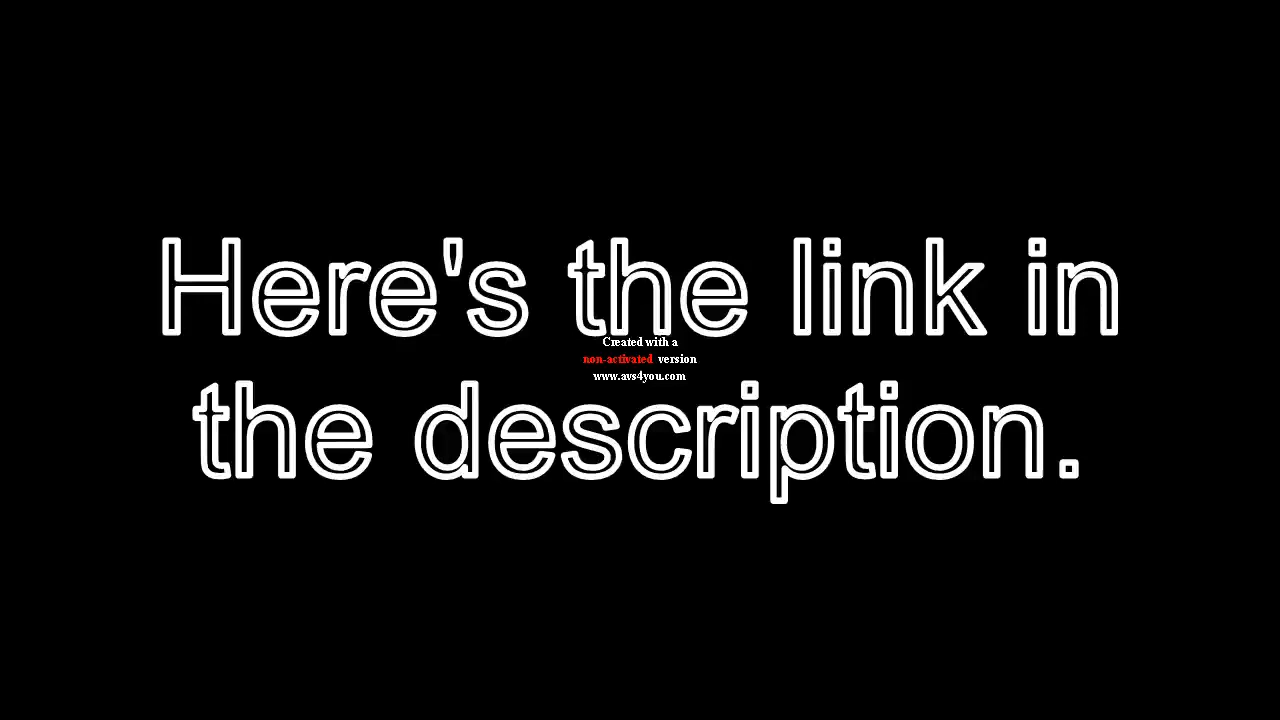 Here's the link in
Created with a
non-activated version
www.avs4you.com
the description.